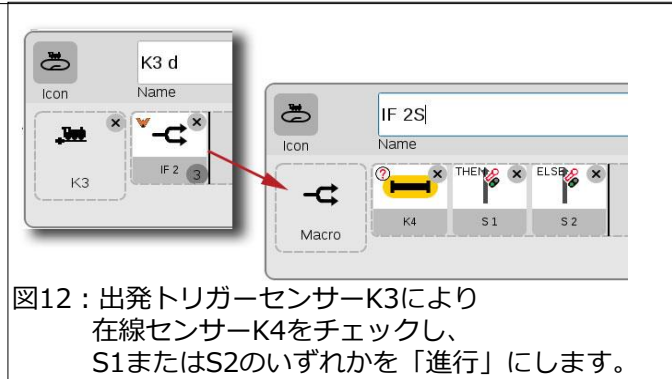 K3 d
Icon
Name
K3
IF 2
3
IF 2S
Icon
Name
Macro
?
K4
THEN
S 1
ELSE
S 2
図12：出発トリガーセンサーK3により
在線センサーK4をチェックし、
S1またはS2のいずれかを「進行」にします。